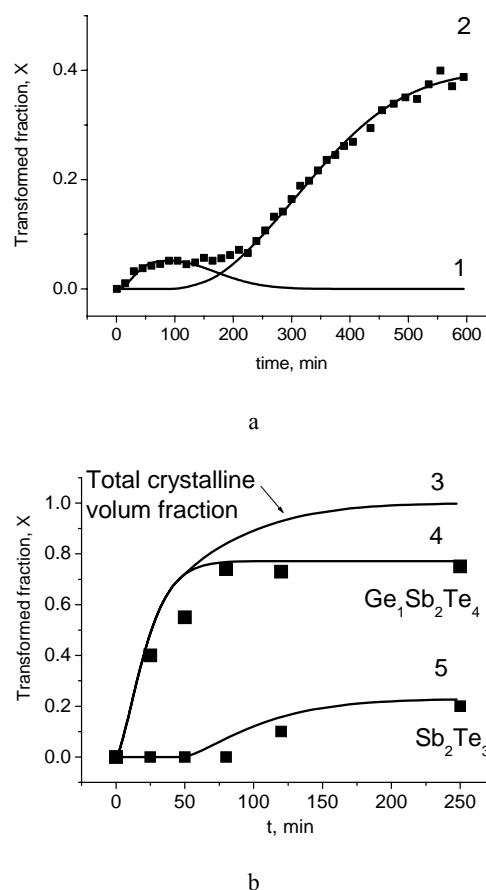 2
0.4
Transformed fraction, X
0.2
1
0.0
0 100 200 300 400 500 600
time, min
a
Total crystalline
volum fraction
3
1.0
4
0.8
Transformed fraction, X
0.6
Ge1Sb2Te4
0.4
5
0.2
Sb2Te3
0.0
0 50 100 150 200 250
t, min
b